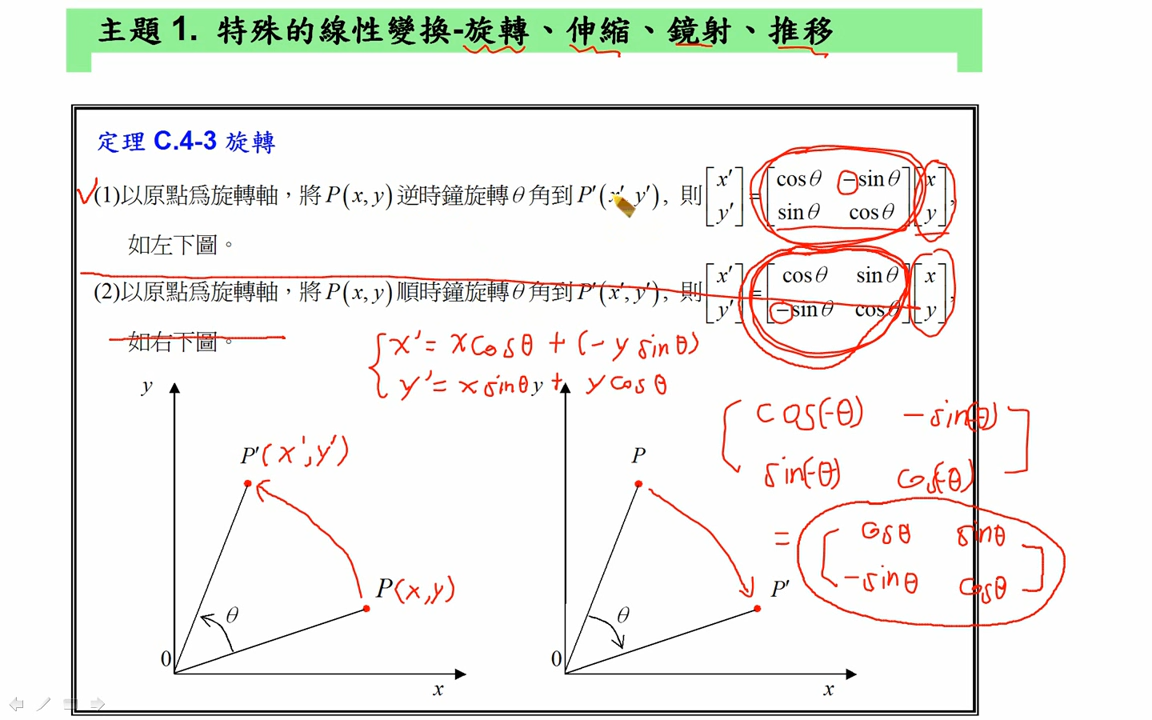 主題 1. 特殊的線性變換-旋轉、伸縮、鏡射、推移
定理 C.4-3 旋轉
(1)以原點為旋轉軸,將 P(x, y) 逆時鐘旋轉 θ 角到 P′(x′, y′), 則 [x′ y′] = [cosθ −sinθ sinθ cosθ][x y],
如左下圖。
(2)以原點為旋轉軸,將 P(x, y) 順時鐘旋轉 θ 角到 P′(x′, y′), 則 [x′ y′] = [cosθ sinθ −sinθ cosθ][x y],
如右下圖。
x′ = x cosθ + (−y sinθ)
y′ = x sinθ + y cosθ
y
P′(x′, y′)
P(x, y)
θ
0
x
y
P
P′
θ
0
x
cos(-θ) −sin(-θ)
sin(-θ) cos(-θ)
= cosθ sinθ
−sinθ cosθ